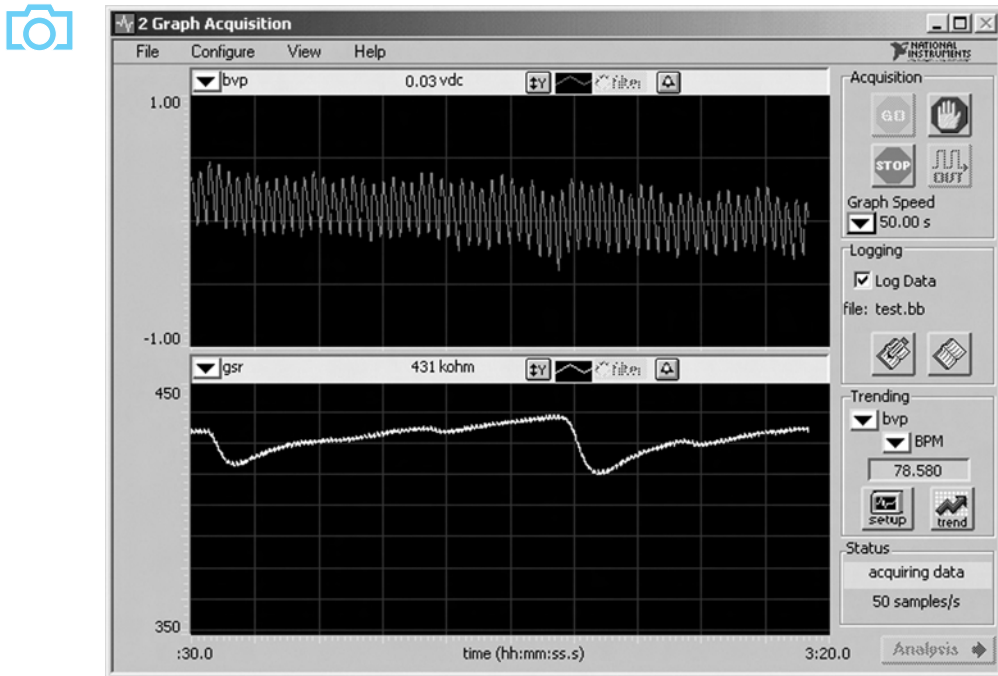 2 Graph Acquisition
File Configure View Help
NATIONAL INSTRUMENTS
bvp 0.03 vdc Y filter
1.00
-1.00
gsr 431 kohm Y filter
450
350
:30.0 time (hh:mm:ss.s) 3:20.0
Acquisition
GO
STOP OUT
Graph Speed
50.00 s
Logging
Log Data
file: test.bb
Trending
bvp
BPM
78.580
setup trend
Status
acquiring data
50 samples/s
Analysis